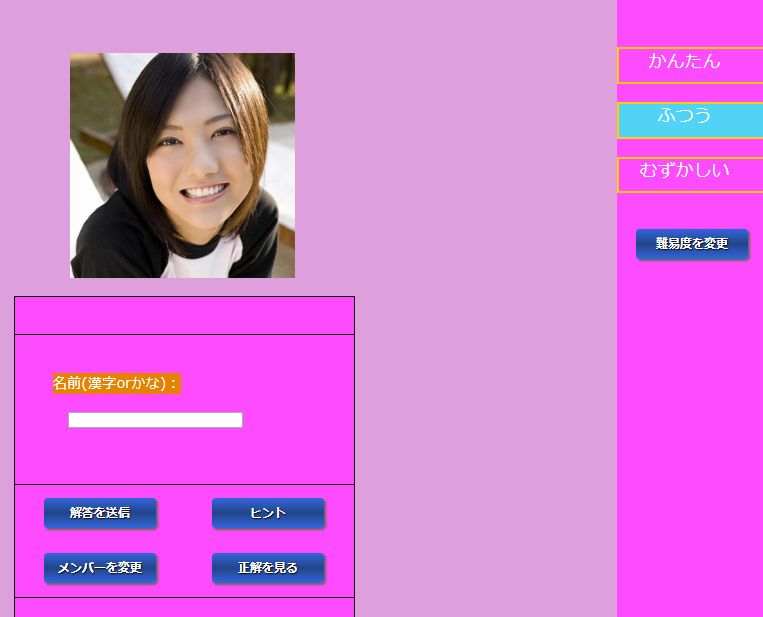 かんたん
ふつう
むずかしい
難易度を変更
名前(漢字orかな)：
解答を送信
ヒント
メンバーを変更
正解を見る